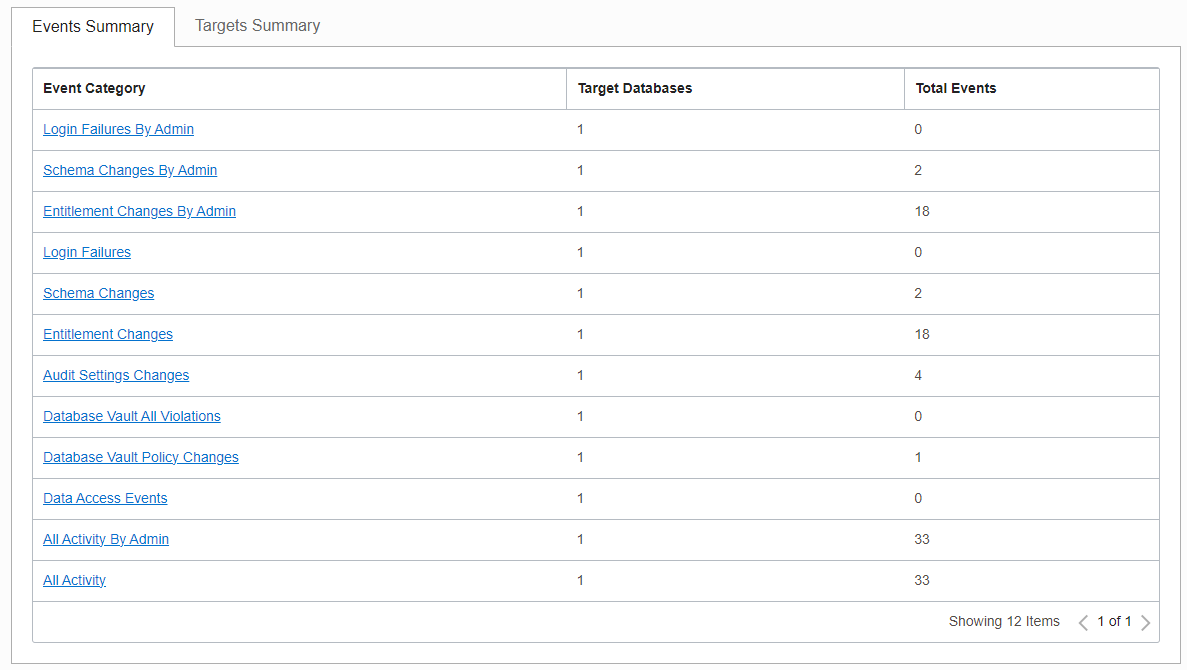 Events Summary Targets Summary
Event Category Target Databases Total Events
Login Failures By Admin 1 0
Schema Changes By Admin 1 2
Entitlement Changes By Admin 1 18
Login Failures 1 0
Schema Changes 1 2
Entitlement Changes 1 18
Audit Settings Changes 1 4
Database Vault All Violations 1 0
Database Vault Policy Changes 1 1
Data Access Events 1 0
All Activity By Admin 1 33
All Activity 1 33
Showing 12 Items 1 of 1